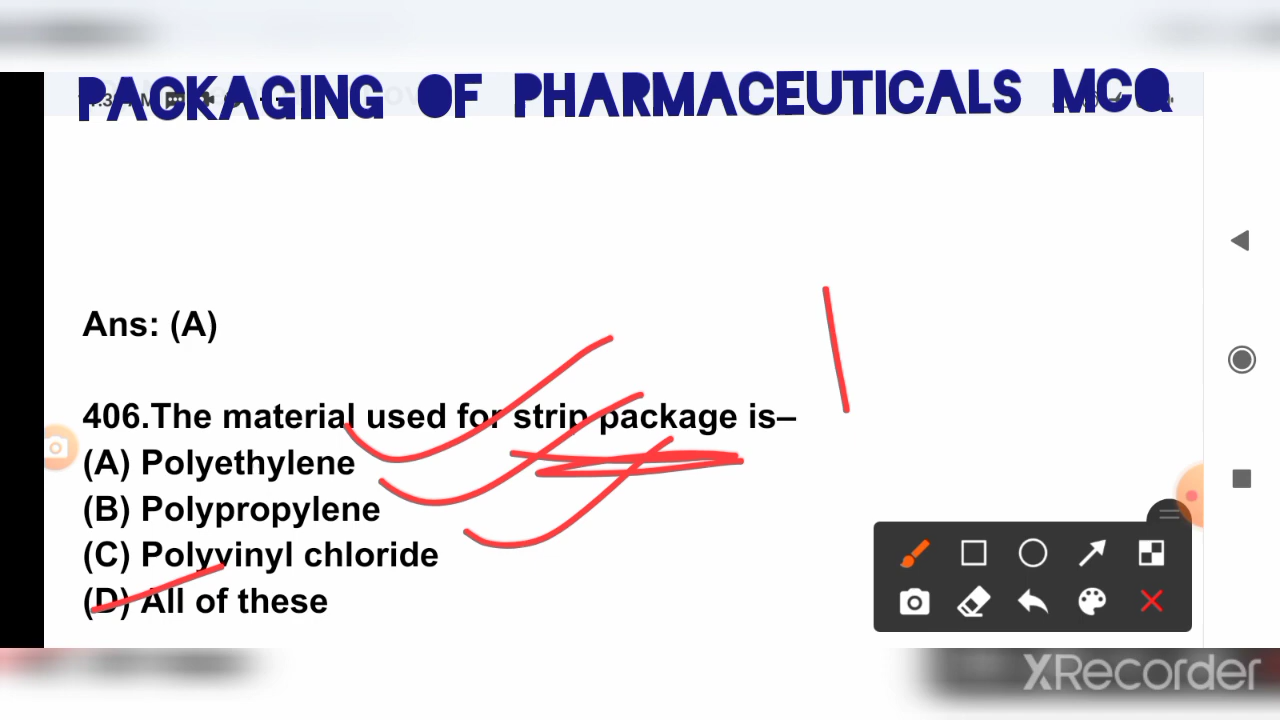 PACKAGING OF PHARMACEUTICALS MCQ
Ans: (A)
406.The material used for strip package is–
(A) Polyethylene
(B) Polypropylene
(C) Polyvinyl chloride
(D) All of these
XRecorder